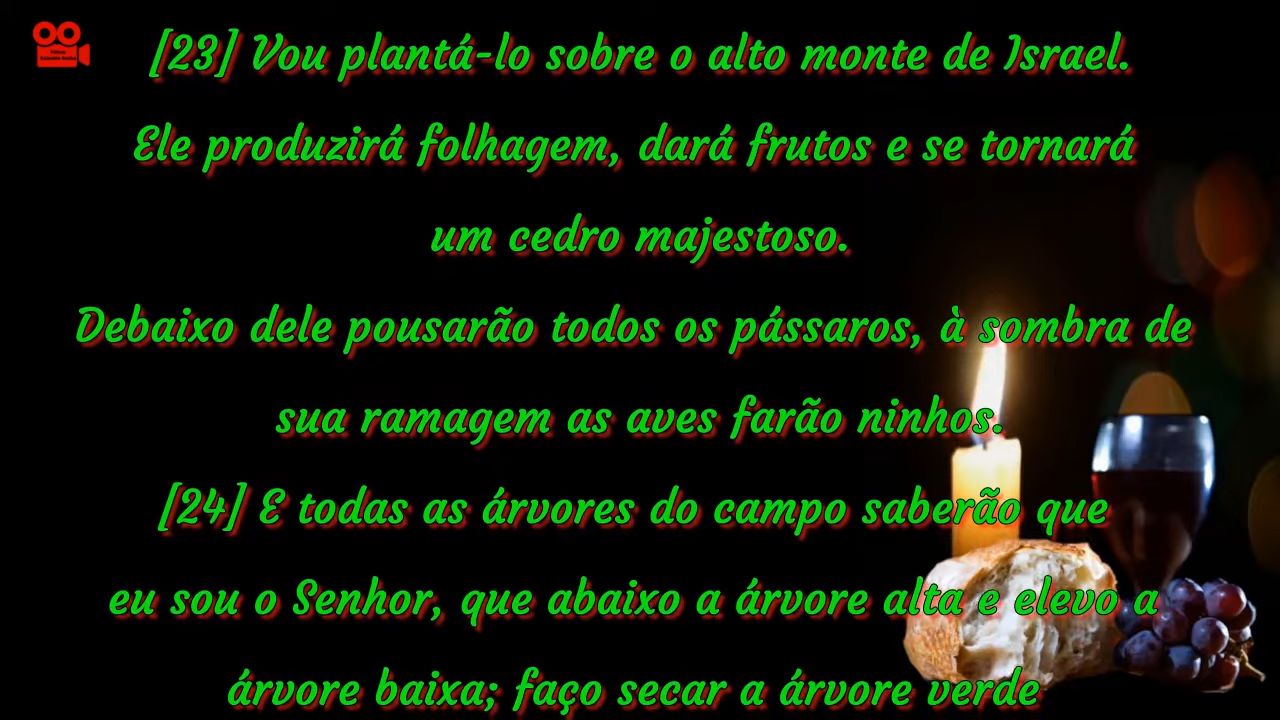 [23] Vou plantá-lo sobre o alto monte de Israel.
Ele produzirá folhagem, dará frutos e se tornará
um cedro majestoso.
Debaixo dele pousarão todos os pássaros, à sombra de
sua ramagem as aves farão ninhos.
[24] E todas as árvores do campo saberão que
eu sou o Senhor, que abaixo a árvore alta e elevo a
árvore baixa; faço secar a árvore verde